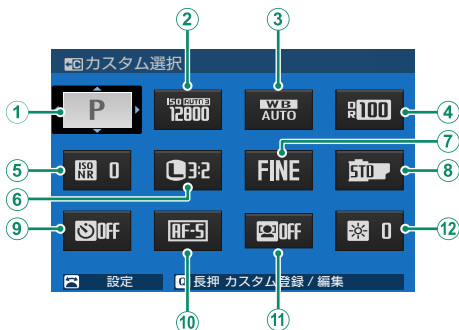 ② ③
C カスタム選択
① P ISO AUTO 3 12800 WB AUTO DR 100 ④
⑦
⑤ ISO NR 0 L 3:2 FINE STD ⑧
⑥
⑨ OFF AF-S OFF 0 ⑫
設定 Q 長押 カスタム登録 / 編集
⑩ ⑪